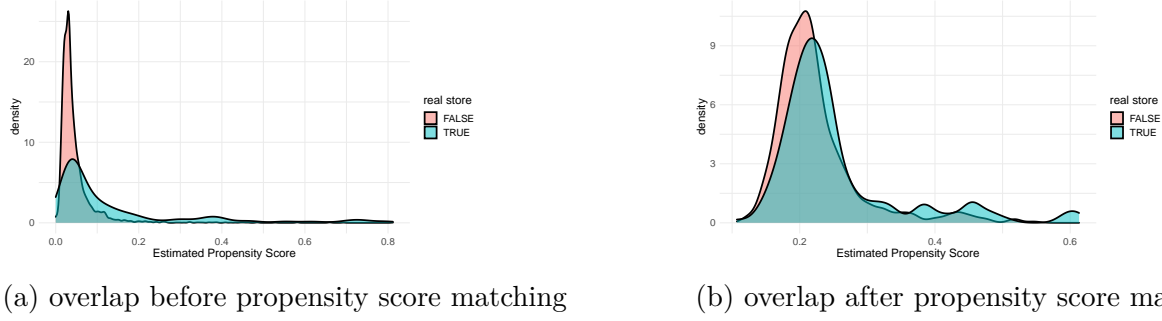 20
10
0
density
0.0 0.2 0.4 0.6 0.8
Estimated Propensity Score
real store
FALSE
TRUE
(a) overlap before propensity score matching
9
6
3
0
density
0.2 0.4 0.6
Estimated Propensity Score
real store
FALSE
TRUE
(b) overlap after propensity score